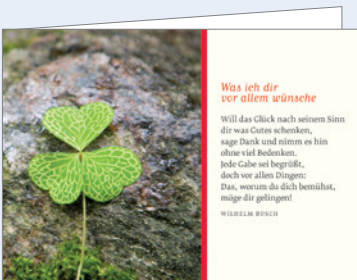 Was ich dir
vor allem wünsche
Will das Glück nach seinem Sinn
dir was Gutes schenken,
sage Dank und nimm es hin
ohne viel Bedenken.
Jede Gabe sei begrüßt,
doch vor allen Dingen:
Das, worum du dich bemühst,
möge dir gelingen!
WILHELM BUSCH